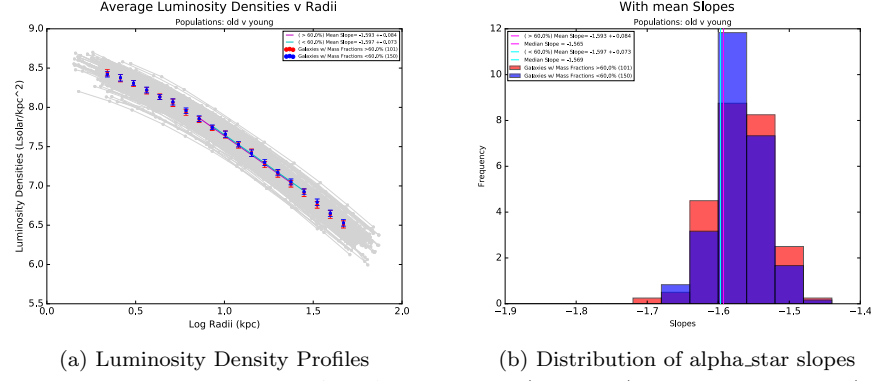 Average Luminosity Densities v Radii
Populations: old v young
( > 60.0%) Mean Slope= -1.593 +- 0.084
( < 60.0%) Mean Slope= -1.597 +- 0.073
Galaxies w/ Mass Fractions >60.0% (101)
Galaxies w/ Mass Fractions <60.0% (150)
9.0
8.5
8.0
7.5
7.0
6.5
6.0
5.5
Luminosity Densities (Lsolar/kpc^2)
0.0 0.5 1.0 1.5 2.0
Log Radii (kpc)
(a) Luminosity Density Profiles
With mean Slopes
Populations: old v young
( > 60.0%) Mean Slope= -1.593 +- 0.084
Median Slope = -1.565
( < 60.0%) Mean Slope= -1.597 +- 0.073
Median Slope = -1.569
Galaxies w/ Mass Fractions >60.0% (101)
Galaxies w/ Mass Fractions <60.0% (150)
12
10
8
6
4
2
0
Frequency
−1.9 −1.8 −1.7 −1.6 −1.5 −1.4
Slopes
(b) Distribution of alpha_star slopes